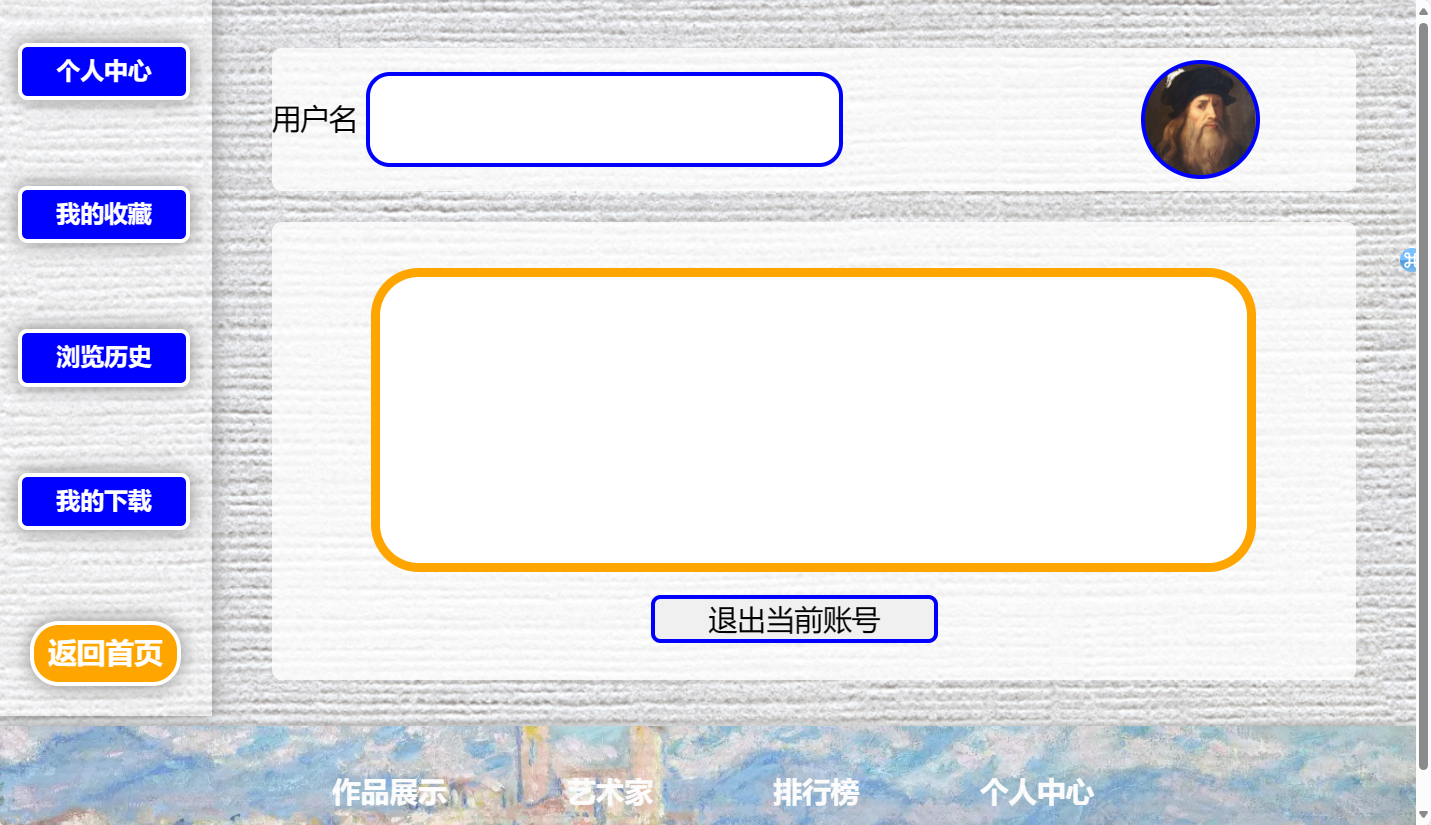 个人中心
我的收藏
浏览历史
我的下载
返回首页
用户名
退出当前账号
作品展示
艺术家
排行榜
个人中心